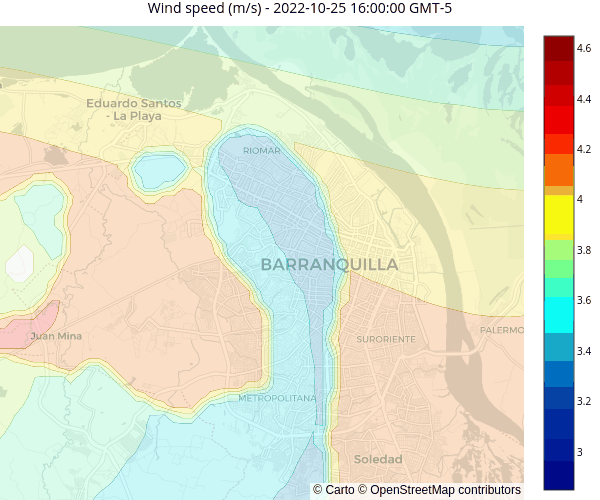 Wind speed (m/s) - 2022-10-25 16:00:00 GMT-5
4.6
4.4
4.2
4
3.8
3.6
3.4
3.2
3
Eduardo Santos
- La Playa
RIOMAR
BARRANQUILLA
Juan Mina
SURORIENTE
PALERMO
METROPOLITANA
Soledad
© Carto © OpenStreetMap contributors